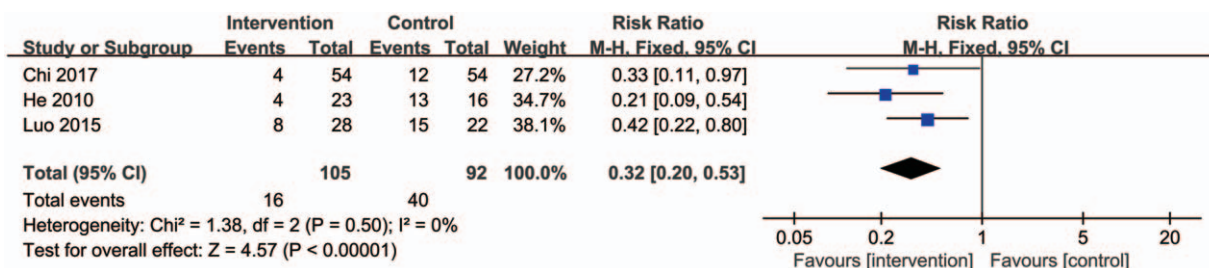 Intervention Control Risk Ratio Risk Ratio
Study or Subgroup Events Total Events Total Weight M-H, Fixed, 95% CI M-H, Fixed, 95% CI
Chi 2017 4 54 12 54 27.2% 0.33 [0.11, 0.97]
He 2010 4 23 13 16 34.7% 0.21 [0.09, 0.54]
Luo 2015 8 28 15 22 38.1% 0.42 [0.22, 0.80]
Total (95% CI) 105 92 100.0% 0.32 [0.20, 0.53]
Total events 16 40
Heterogeneity: Chi² = 1.38, df = 2 (P = 0.50); I² = 0%
Test for overall effect: Z = 4.57 (P < 0.00001)
0.05 0.2 1 5 20
Favours [intervention] Favours [control]